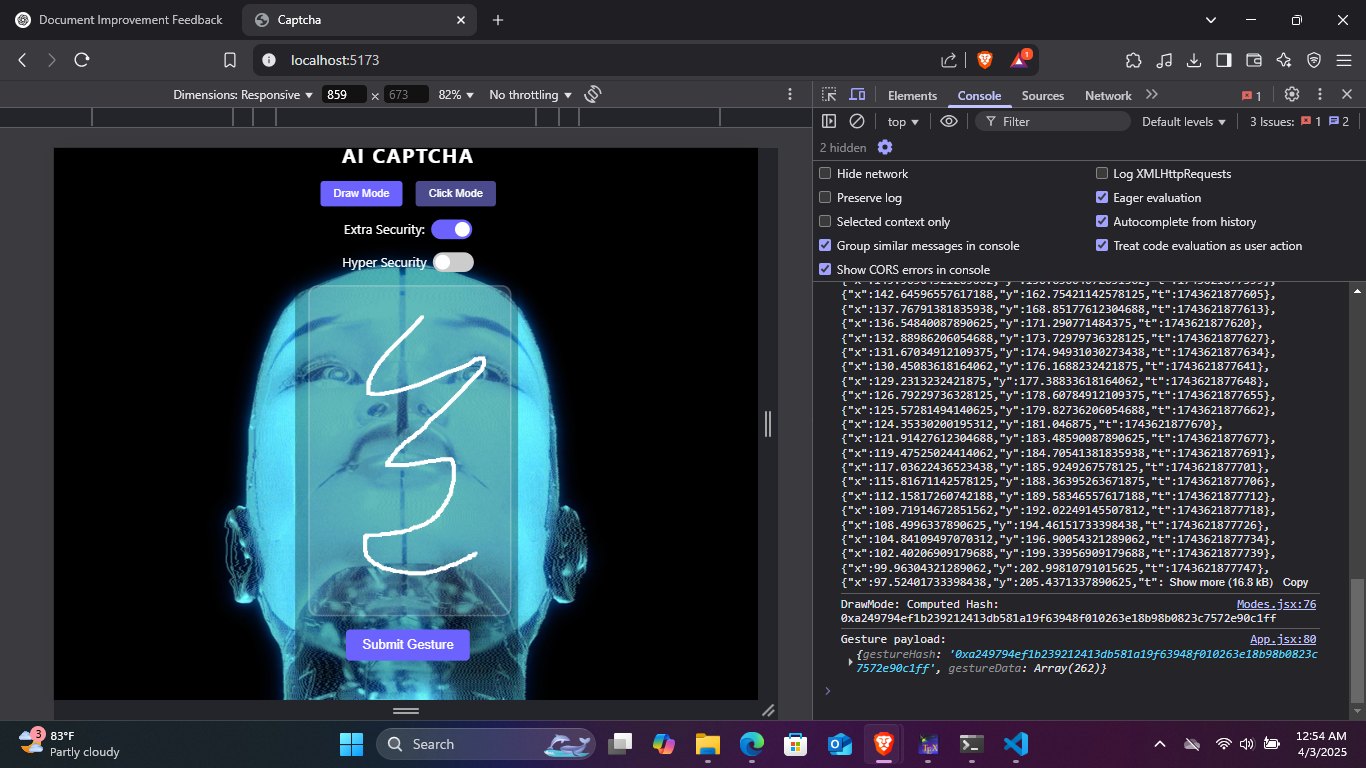 Document Improvement Feedback
Captcha
localhost:5173
1
Dimensions: Responsive 859 × 673 82% No throttling
Elements Console Sources Network 1
top Filter Default levels 3 Issues: 1 2
2 hidden
Hide network Log XMLHttpRequests
Preserve log Eager evaluation
Selected context only Autocomplete from history
Group similar messages in console Treat code evaluation as user action
Show CORS errors in console
AI CAPTCHA
Draw Mode Click Mode
Extra Security:
Hyper Security
Submit Gesture
{"x":142.64596557617188,"y":162.75421142578125,"t":1743621877605},
{"x":137.76791381835938,"y":168.85177612304688,"t":1743621877613},
{"x":136.54840087890625,"y":171.290771484375,"t":1743621877620},
{"x":132.88986206054688,"y":173.72979736328125,"t":1743621877627},
{"x":131.67034912109375,"y":174.94931030273438,"t":1743621877634},
{"x":130.45083618164062,"y":176.1688232421875,"t":1743621877641},
{"x":129.2313232421875,"y":177.38833618164062,"t":1743621877648},
{"x":126.79229736328125,"y":178.60784912109375,"t":1743621877655},
{"x":125.57281494140625,"y":179.82736206054688,"t":1743621877662},
{"x":124.35330200195312,"y":181.046875,"t":1743621877670},
{"x":121.91427612304688,"y":183.48590087890625,"t":1743621877677},
{"x":119.47525024414062,"y":184.70541381835938,"t":1743621877691},
{"x":117.03622436523438,"y":185.9249267578125,"t":1743621877701},
{"x":115.81671142578125,"y":188.36395263671875,"t":1743621877706},
{"x":112.15817260742188,"y":189.58346557617188,"t":1743621877712},
{"x":109.71914672851562,"y":192.02249145507812,"t":1743621877718},
{"x":108.4996337890625,"y":194.46151733398438,"t":1743621877726},
{"x":104.84109497070312,"y":196.90054321289062,"t":1743621877734},
{"x":102.40206909179688,"y":199.33956909179688,"t":1743621877739},
{"x":99.96304321289062,"y":202.99810791015625,"t":1743621877747},
{"x":97.52401733398438,"y":205.4371337890625,"t": Show more (16.8 kB) Copy
DrawMode: Computed Hash: Modes.jsx:76
0xa249794ef1b239212413db581a19f63948f010263e18b98b0823c7572e90c1ff
Gesture payload: App.jsx:80
{gestureHash: '0xa249794ef1b239212413db581a19f63948f010263e18b98b0823c
7572e90c1ff', gestureData: Array(262)}
3
83°F
Partly cloudy
Search
12:54 AM
4/3/2025